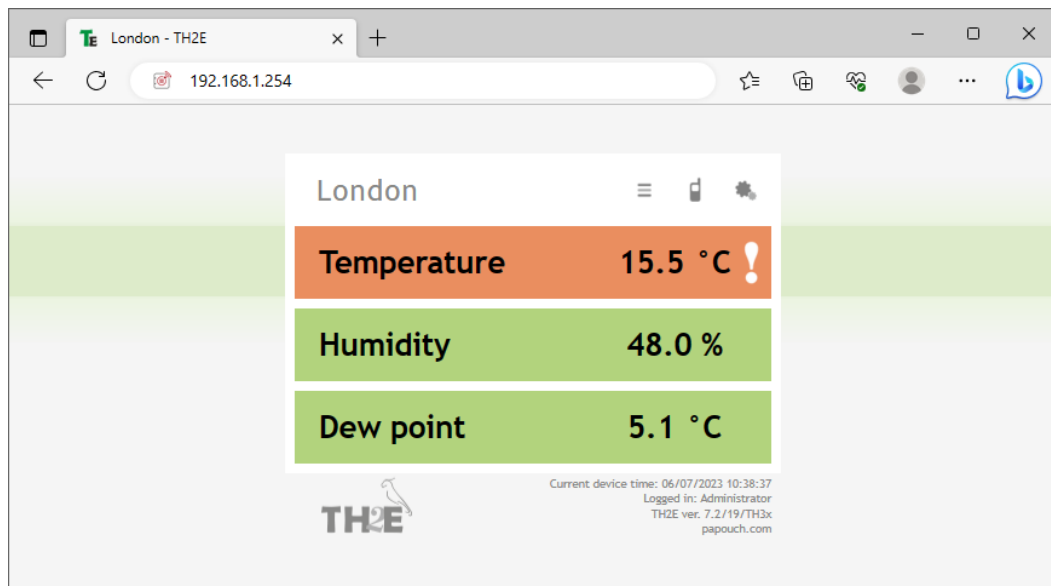 TE London - TH2E
192.168.1.254
London
Temperature 15.5 °C !
Humidity 48.0 %
Dew point 5.1 °C
Current device time: 06/07/2023 10:38:37
Logged in: Administrator
TH2E ver. 7.2/19/TH3x
papouch.com
TH2E